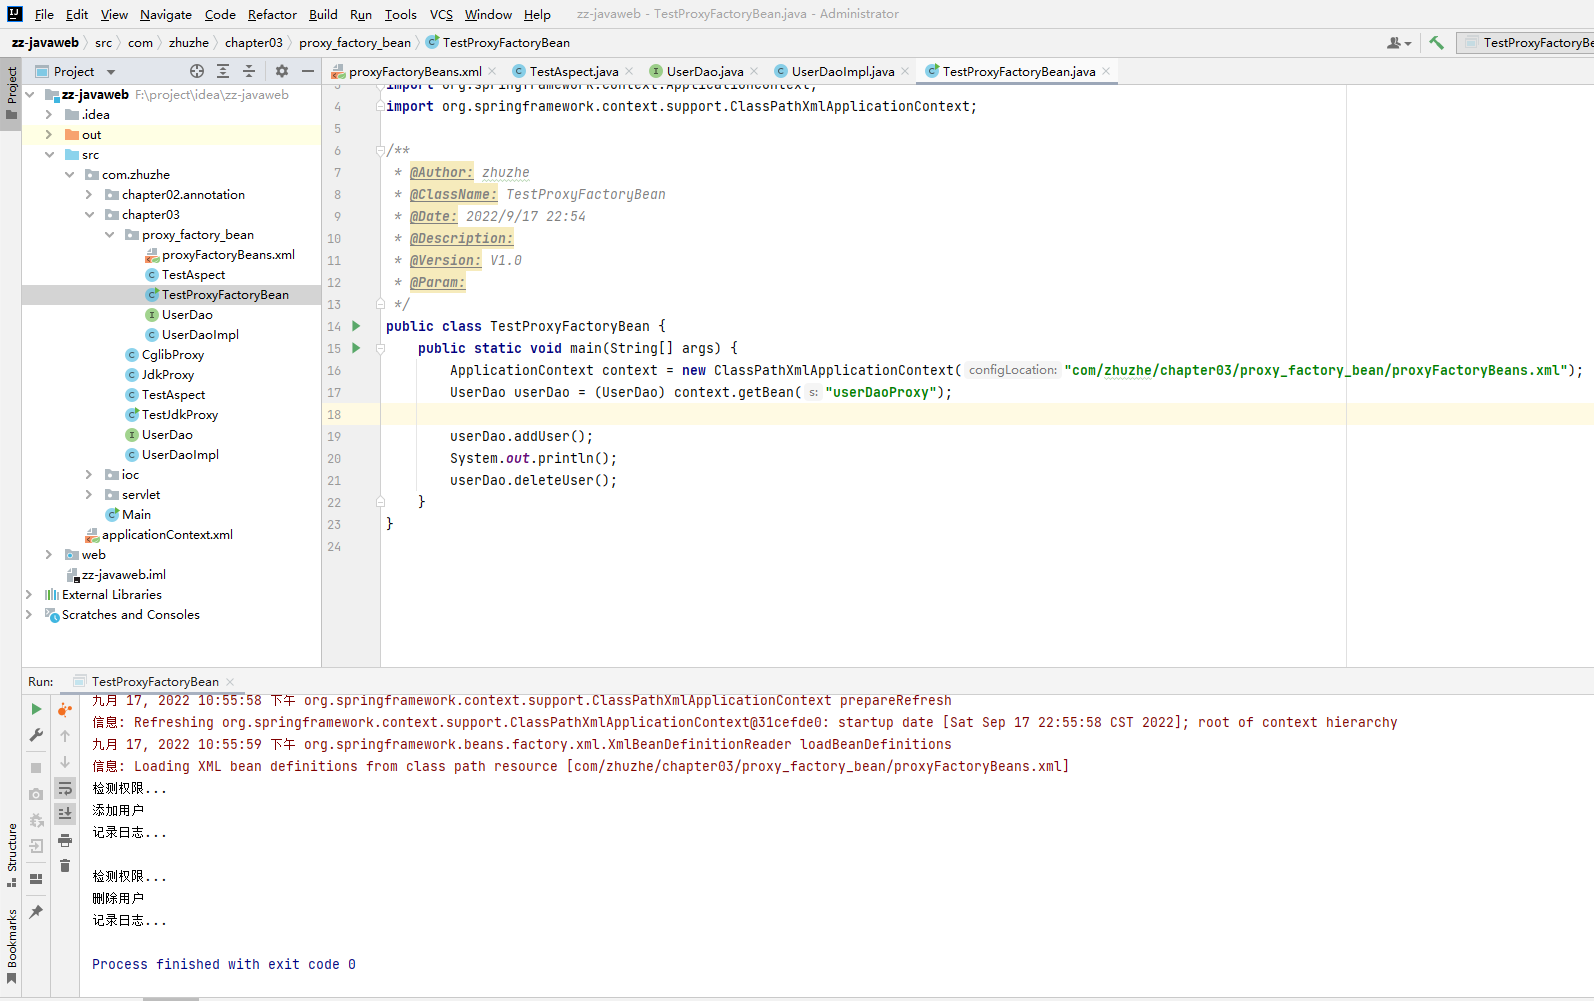 File Edit View Navigate Code Refactor Build Run Tools VCS Window Help zz-javaweb - TestProxyFactoryBean.java - Administrator
zz-javaweb src com zhuzhe chapter03 proxy_factory_bean TestProxyFactoryBean
Project
proxyFactoryBeans.xml TestAspect.java UserDao.java UserDaoImpl.java TestProxyFactoryBean.java
Project
zz-javaweb F:\project\idea\zz-javaweb
.idea
out
src
com.zhuzhe
chapter02.annotation
chapter03
proxy_factory_bean
proxyFactoryBeans.xml
TestAspect
TestProxyFactoryBean
UserDao
UserDaoImpl
CglibProxy
JdkProxy
TestAspect
TestJdkProxy
UserDao
UserDaoImpl
ioc
servlet
Main
applicationContext.xml
web
zz-javaweb.iml
External Libraries
Scratches and Consoles
3 import org.springframework.context.ApplicationContext;
4 import org.springframework.context.support.ClassPathXmlApplicationContext;
5
6 /**
7 * @Author: zhuzhe
8 * @ClassName: TestProxyFactoryBean
9 * @Date: 2022/9/17 22:54
10 * @Description:
11 * @Version: V1.0
12 * @Param:
13 */
14 public class TestProxyFactoryBean {
15 public static void main(String[] args) {
16 ApplicationContext context = new ClassPathXmlApplicationContext( configLocation: "com/zhuzhe/chapter03/proxy_factory_bean/proxyFactoryBeans.xml");
17 UserDao userDao = (UserDao) context.getBean( s: "userDaoProxy");
18
19 userDao.addUser();
20 System.out.println();
21 userDao.deleteUser();
22 }
23 }
24
Run: TestProxyFactoryBean
九月 17, 2022 10:55:58 下午 org.springframework.context.support.ClassPathXmlApplicationContext prepareRefresh
信息: Refreshing org.springframework.context.support.ClassPathXmlApplicationContext@31cefde0: startup date [Sat Sep 17 22:55:58 CST 2022]; root of context hierarchy
九月 17, 2022 10:55:59 下午 org.springframework.beans.factory.xml.XmlBeanDefinitionReader loadBeanDefinitions
信息: Loading XML bean definitions from class path resource [com/zhuzhe/chapter03/proxy_factory_bean/proxyFactoryBeans.xml]
检测权限...
添加用户
记录日志...
检测权限...
删除用户
记录日志...
Process finished with exit code 0
Structure
Bookmarks